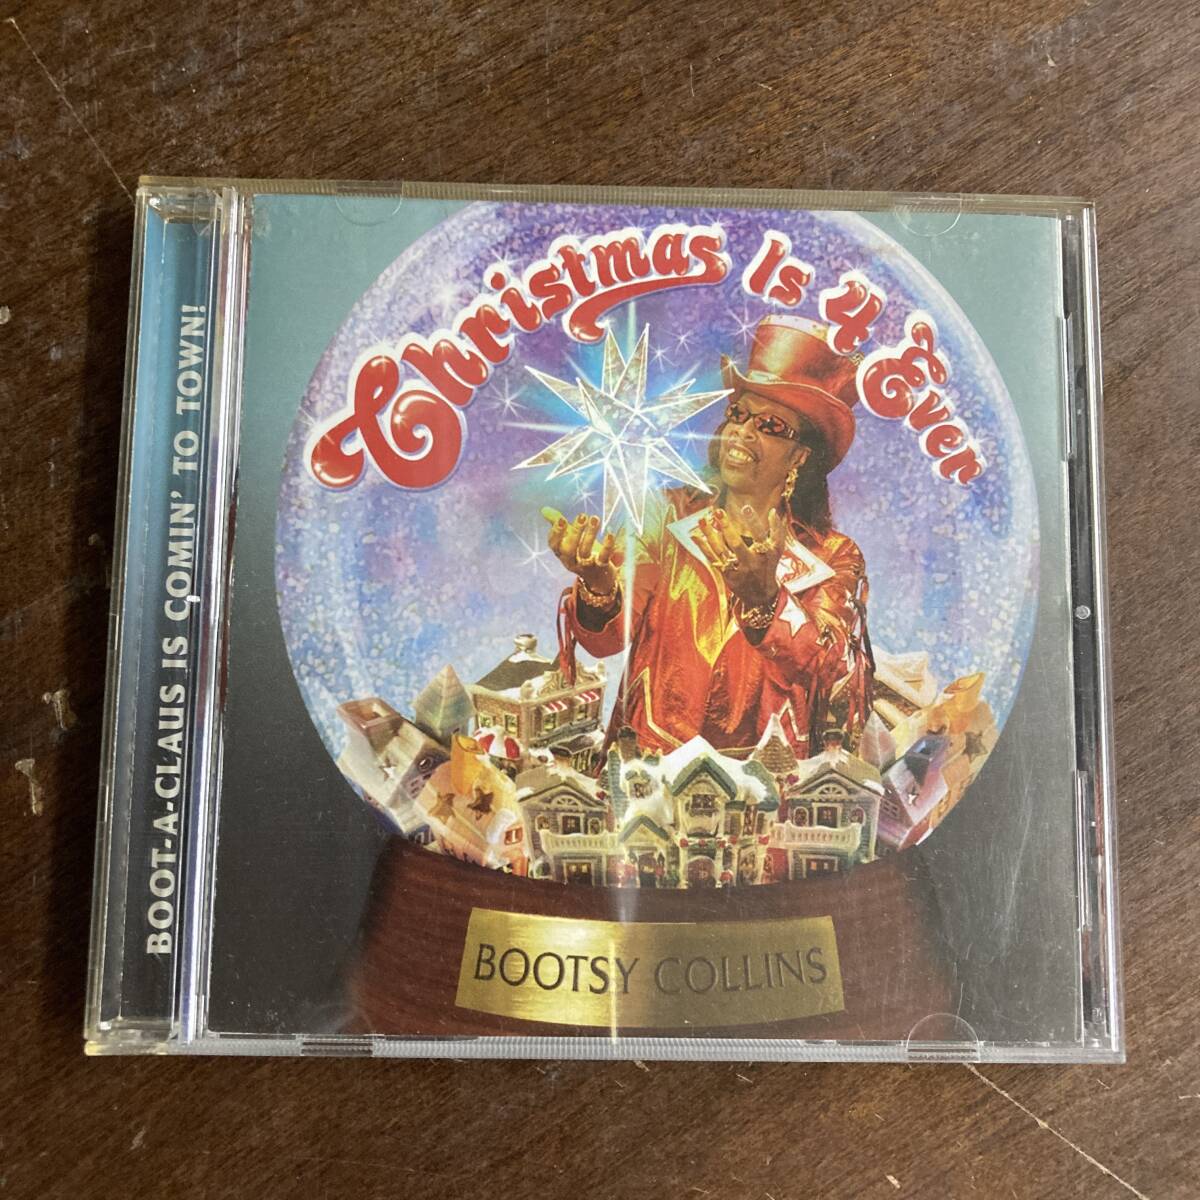 BOOT-A-CLAUS IS COMIN' TO TOWN!
Christmas Is 4 Ever
BOOTSY COLLINS